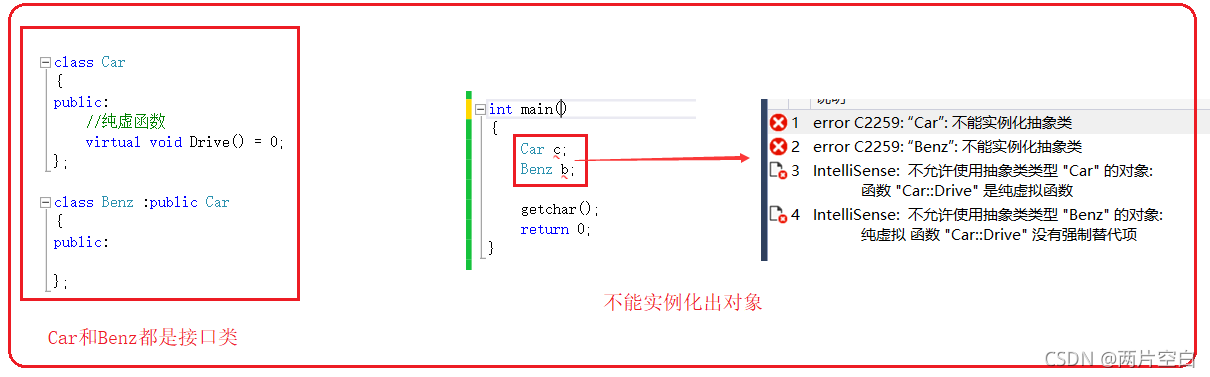 class Car
{
public:
//纯虚函数
virtual void Drive() = 0;
};
class Benz :public Car
{
public:
};
Car和Benz都是接口类
int main()
{
Car c;
Benz b;
getchar();
return 0;
}
不能实例化出对象
说明
1 error C2259: “Car”: 不能实例化抽象类
2 error C2259: “Benz”: 不能实例化抽象类
3 IntelliSense: 不允许使用抽象类类型 "Car" 的对象:
函数 "Car::Drive" 是纯虚拟函数
4 IntelliSense: 不允许使用抽象类类型 "Benz" 的对象:
纯虚拟 函数 "Car::Drive" 没有强制替代项
CSDN @两片空白